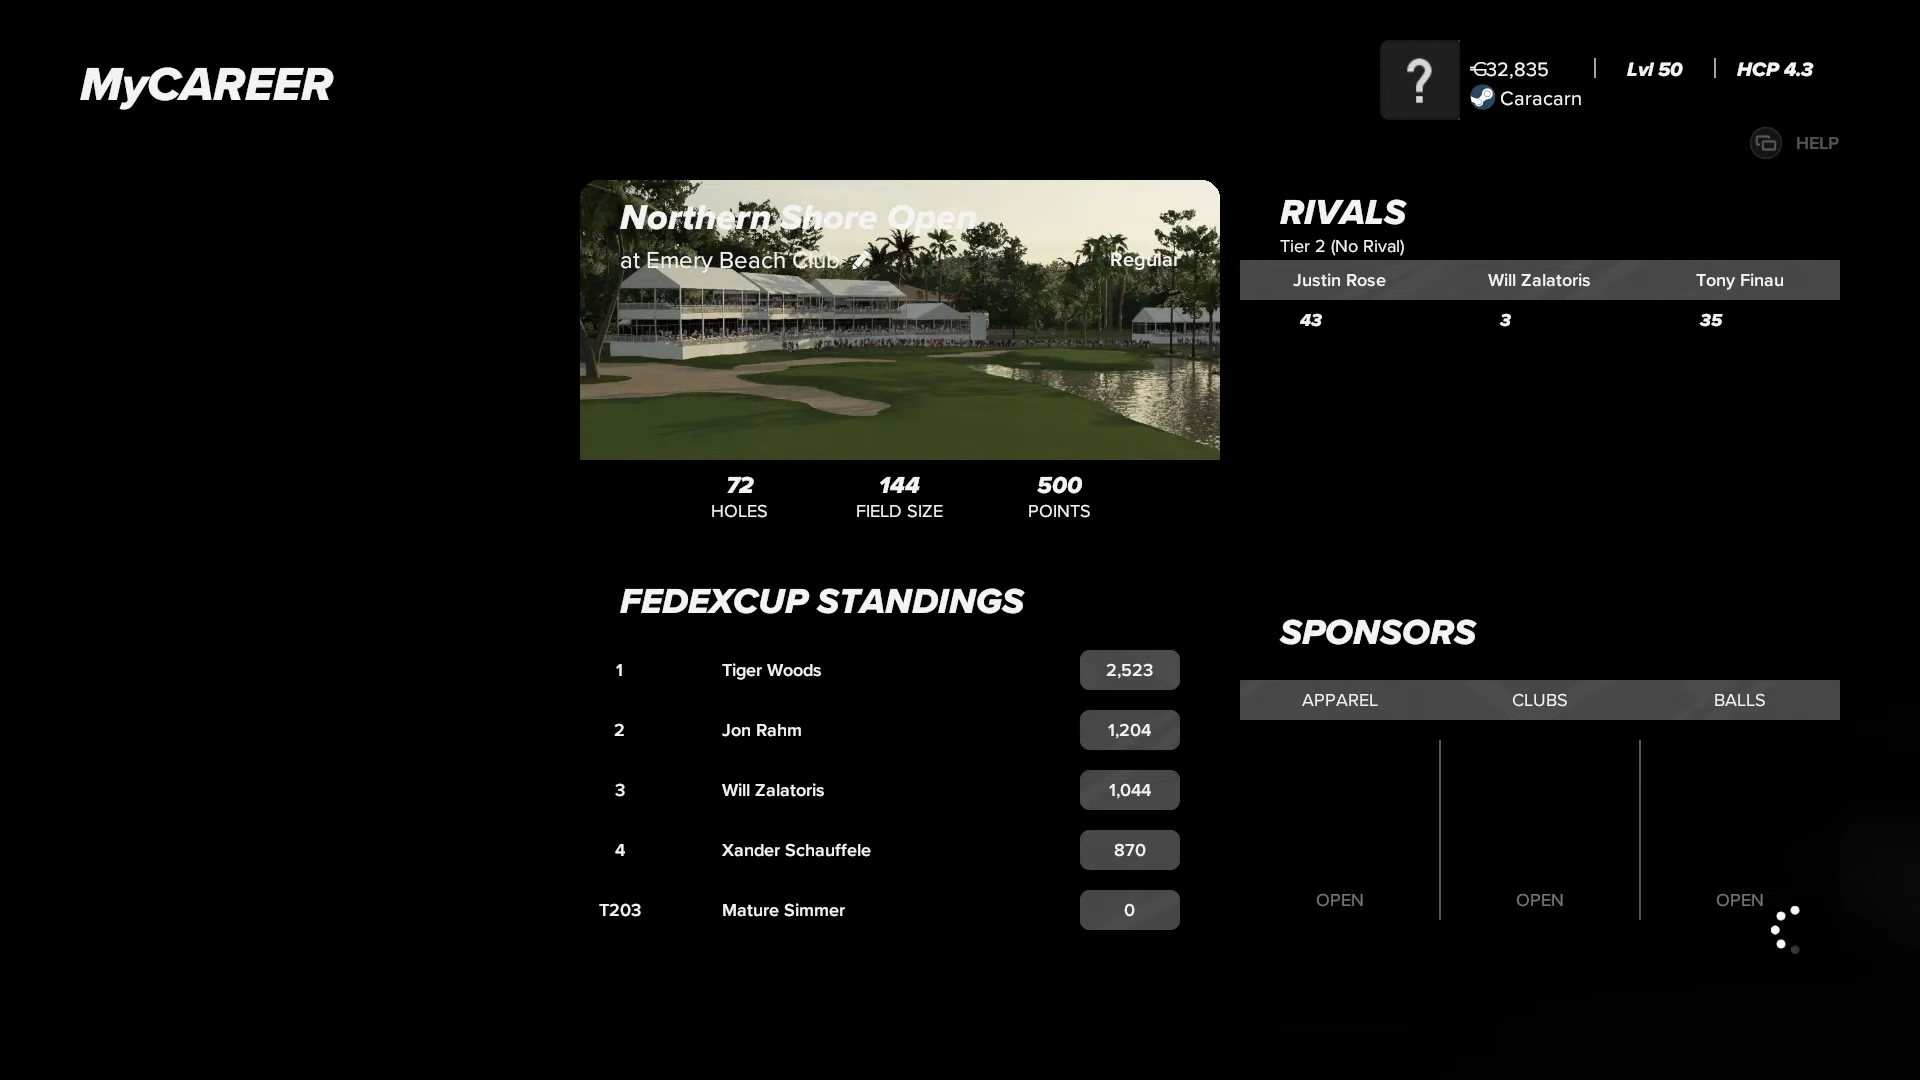 MyCAREER
?
G32,835
Lvl 50
HCP 4.3
Caracarn
HELP
Northern Shore Open
at Emery Beach Club
Regular
72
HOLES
144
FIELD SIZE
500
POINTS
RIVALS
Tier 2 (No Rival)
Justin Rose Will Zalatoris Tony Finau
43 3 35
FEDEXCUP STANDINGS
1 Tiger Woods 2,523
2 Jon Rahm 1,204
3 Will Zalatoris 1,044
4 Xander Schauffele 870
T203 Mature Simmer 0
SPONSORS
APPAREL CLUBS BALLS
OPEN OPEN OPEN